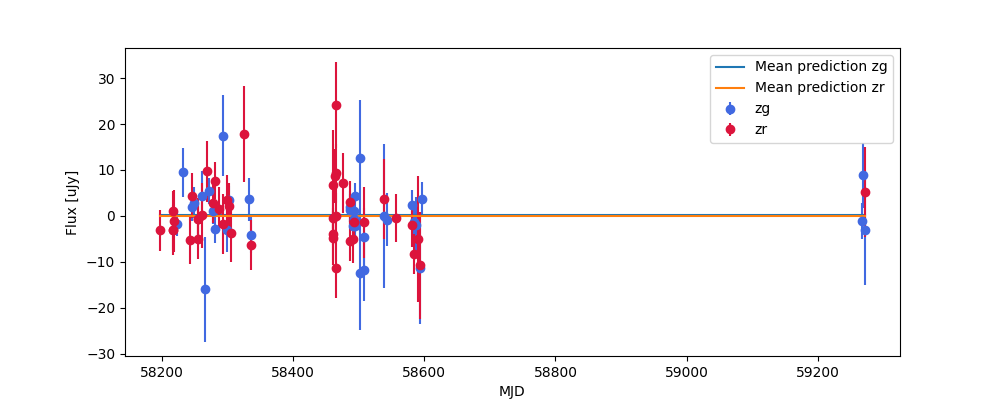 Mean prediction zg
Mean prediction zr
zg
zr
Flux [uJy]
30
20
10
0
−10
−20
−30
58200
58400
58600
58800
59000
59200
MJD